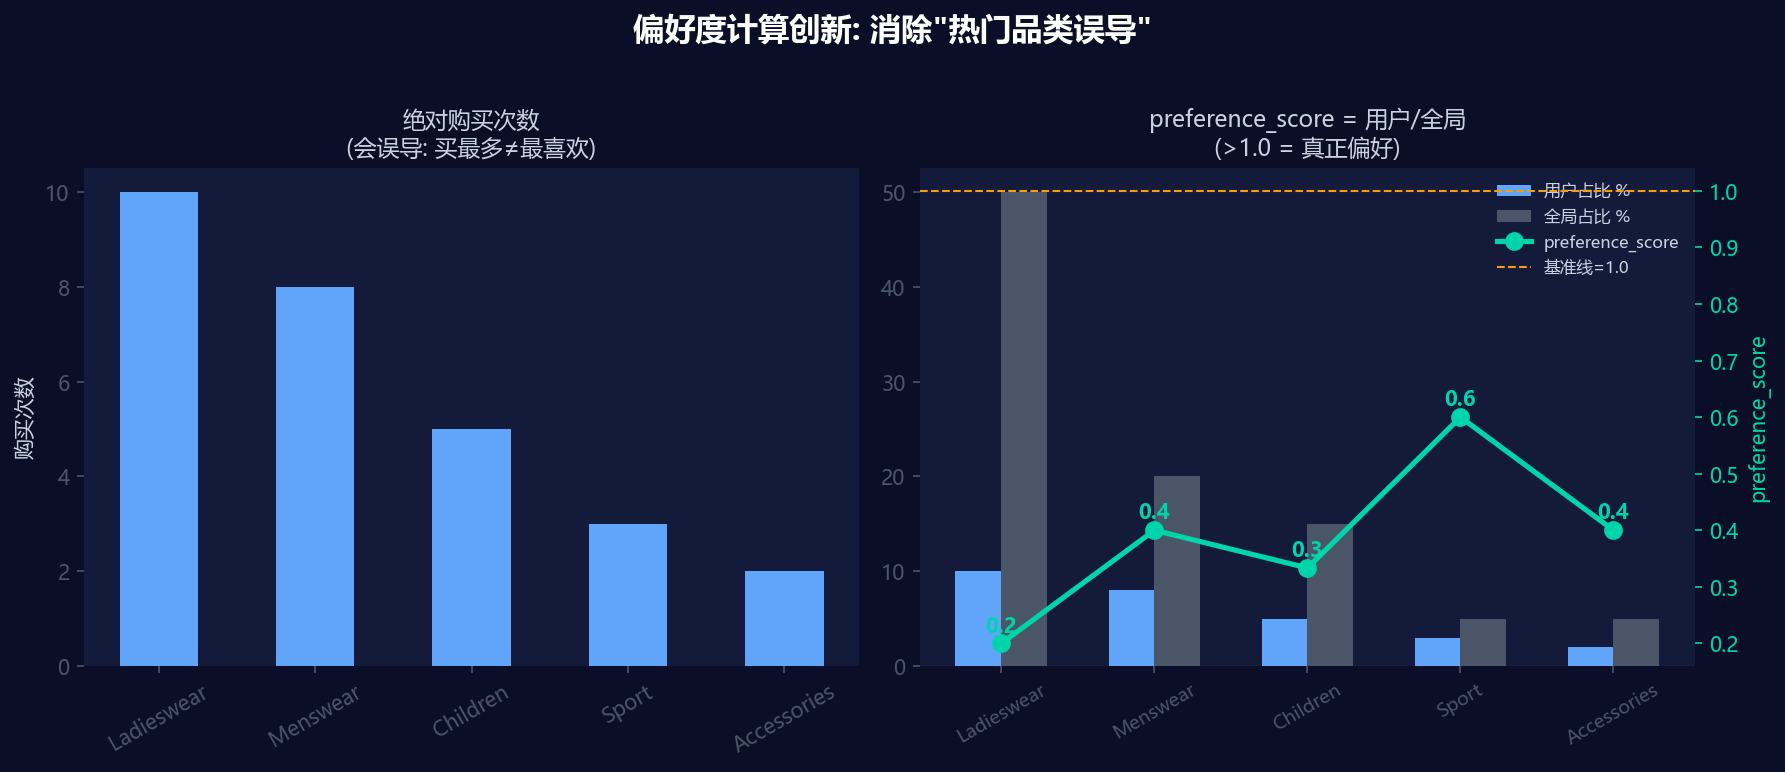 偏好度计算创新: 消除"热门品类误导"
绝对购买次数
(会误导: 买最多≠最喜欢)
购买次数
10
8
6
4
2
0
Ladieswear
Menswear
Children
Sport
Accessories
preference_score = 用户/全局
(>1.0 = 真正偏好)
50
40
30
20
10
0
用户占比 %
全局占比 %
preference_score
基准线=1.0
0.2
0.4
0.3
0.6
0.4
1.0
0.9
0.8
0.7
0.6
0.5
0.4
0.3
0.2
preference_score
Ladieswear
Menswear
Children
Sport
Accessories